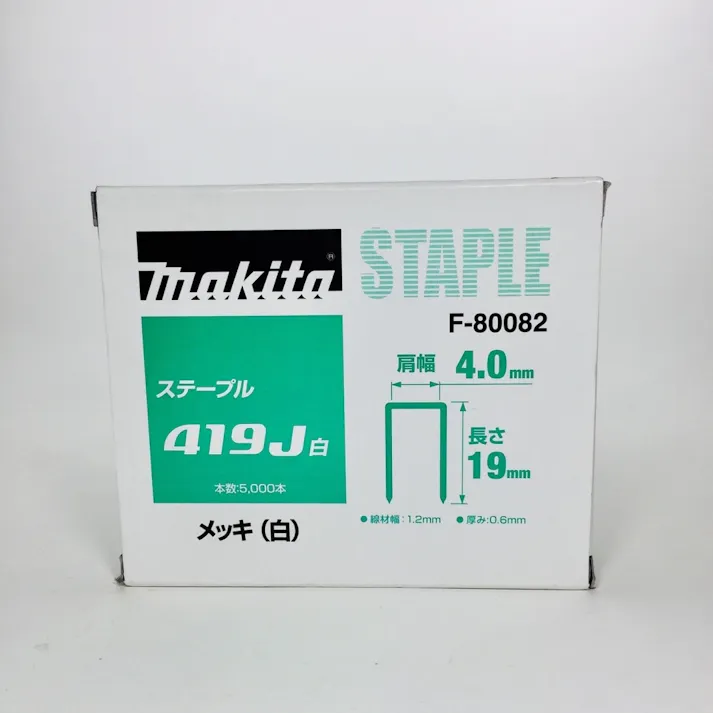 makita®
STAPLE
F-80082
ステープル
419J白
本数:5,000本
メッキ（白）
肩幅 4.0mm
長さ
19mm
●線材幅:1.2mm ●厚み:0.6mm